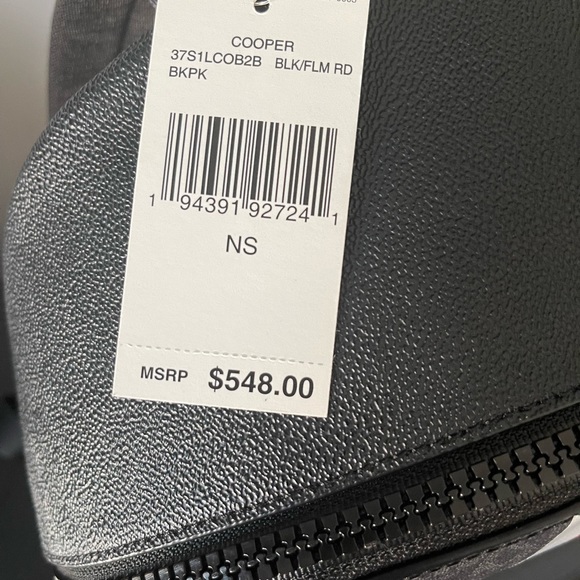 COOPER
37S1LCOB2B BLK/FLM RD
BKPK
1 94391 92724 1
NS
MSRP $548.00